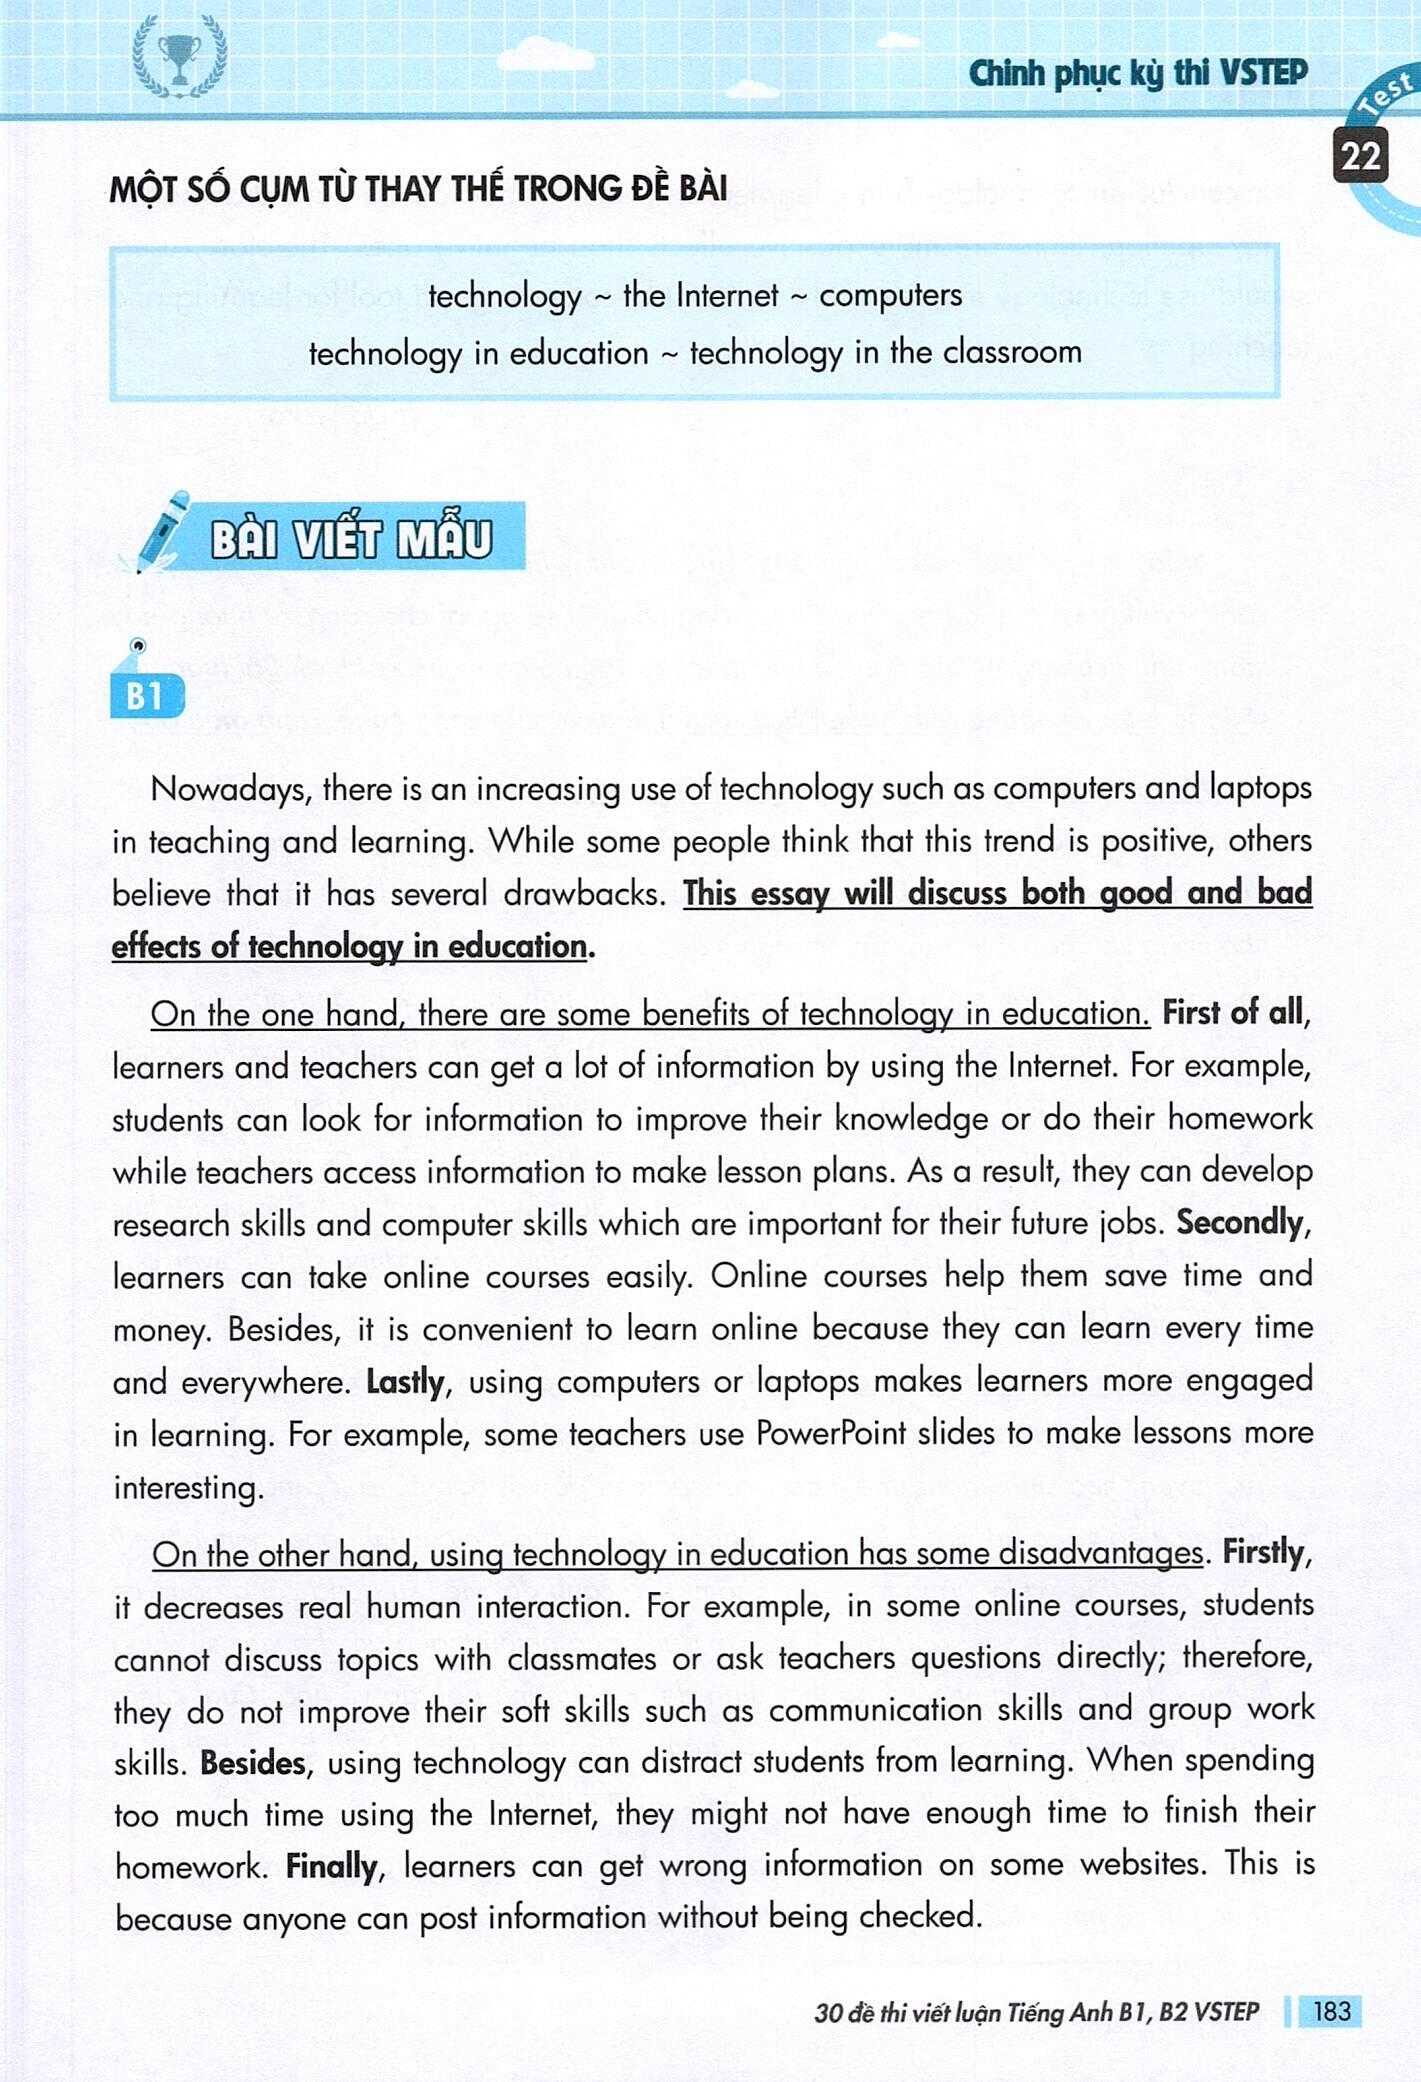 Chinh phục kỳ thi VSTEP
Test
22
MỘT SỐ CỤM TỪ THAY THẾ TRONG ĐỀ BÀI
technology ~ the Internet ~ computers
technology in education ~ technology in the classroom
BÀI VIẾT MẪU
B1
Nowadays, there is an increasing use of technology such as computers and laptops
in teaching and learning. While some people think that this trend is positive, others
believe that it has several drawbacks. This essay will discuss both good and bad
effects of technology in education.
On the one hand, there are some benefits of technology in education. First of all,
learners and teachers can get a lot of information by using the Internet. For example,
students can look for information to improve their knowledge or do their homework
while teachers access information to make lesson plans. As a result, they can develop
research skills and computer skills which are important for their future jobs. Secondly,
learners can take online courses easily. Online courses help them save time and
money. Besides, it is convenient to learn online because they can learn every time
and everywhere. Lastly, using computers or laptops makes learners more engaged
in learning. For example, some teachers use PowerPoint slides to make lessons more
interesting.
On the other hand, using technology in education has some disadvantages. Firstly,
it decreases real human interaction. For example, in some online courses, students
cannot discuss topics with classmates or ask teachers questions directly; therefore,
they do not improve their soft skills such as communication skills and group work
skills. Besides, using technology can distract students from learning. When spending
too much time using the Internet, they might not have enough time to finish their
homework. Finally, learners can get wrong information on some websites. This is
because anyone can post information without being checked.
30 đề thi viết luận Tiếng Anh B1, B2 VSTEP 183